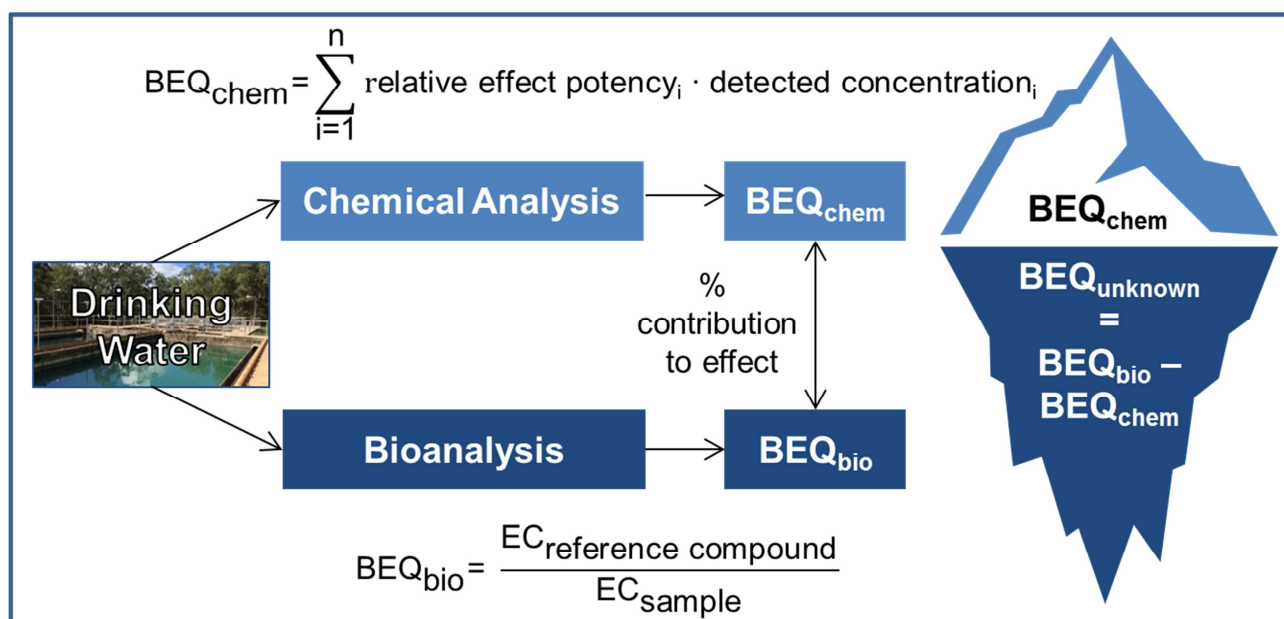 n
BEQchem= ∑ relative effect potencyi · detected concentrationi
i=1
Chemical Analysis
BEQchem
Drinking
Water
%
contribution
to effect
Bioanalysis
BEQbio
BEQbio= ECreference compound
ECsample
BEQchem
BEQunknown
=
BEQbio –
BEQchem